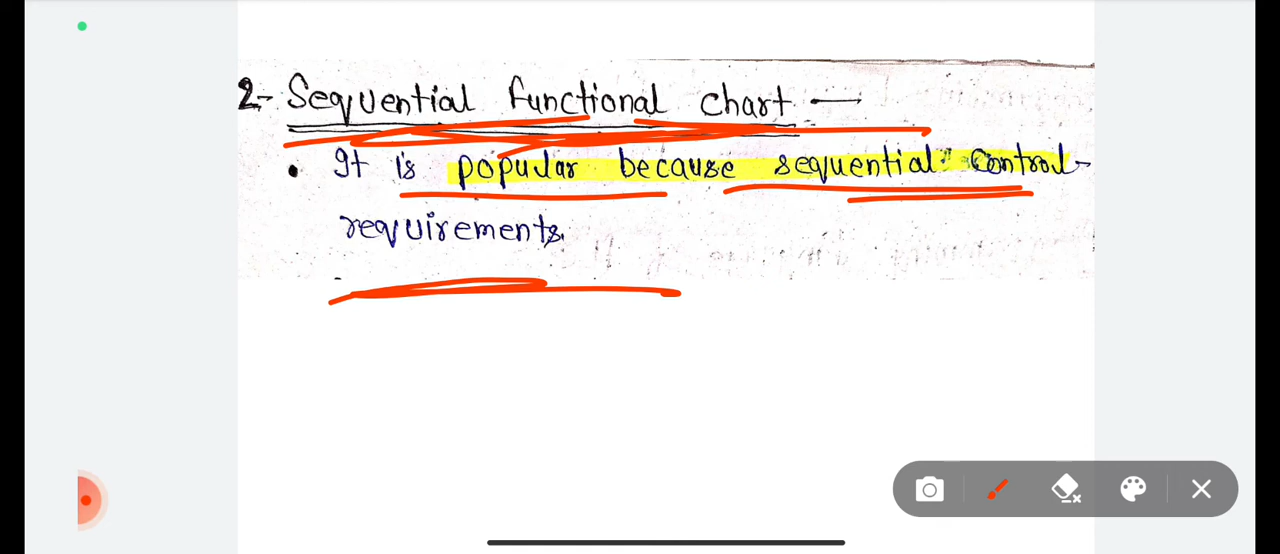 2- Sequential functional chart —
• It is popular because sequential control-
requirements.